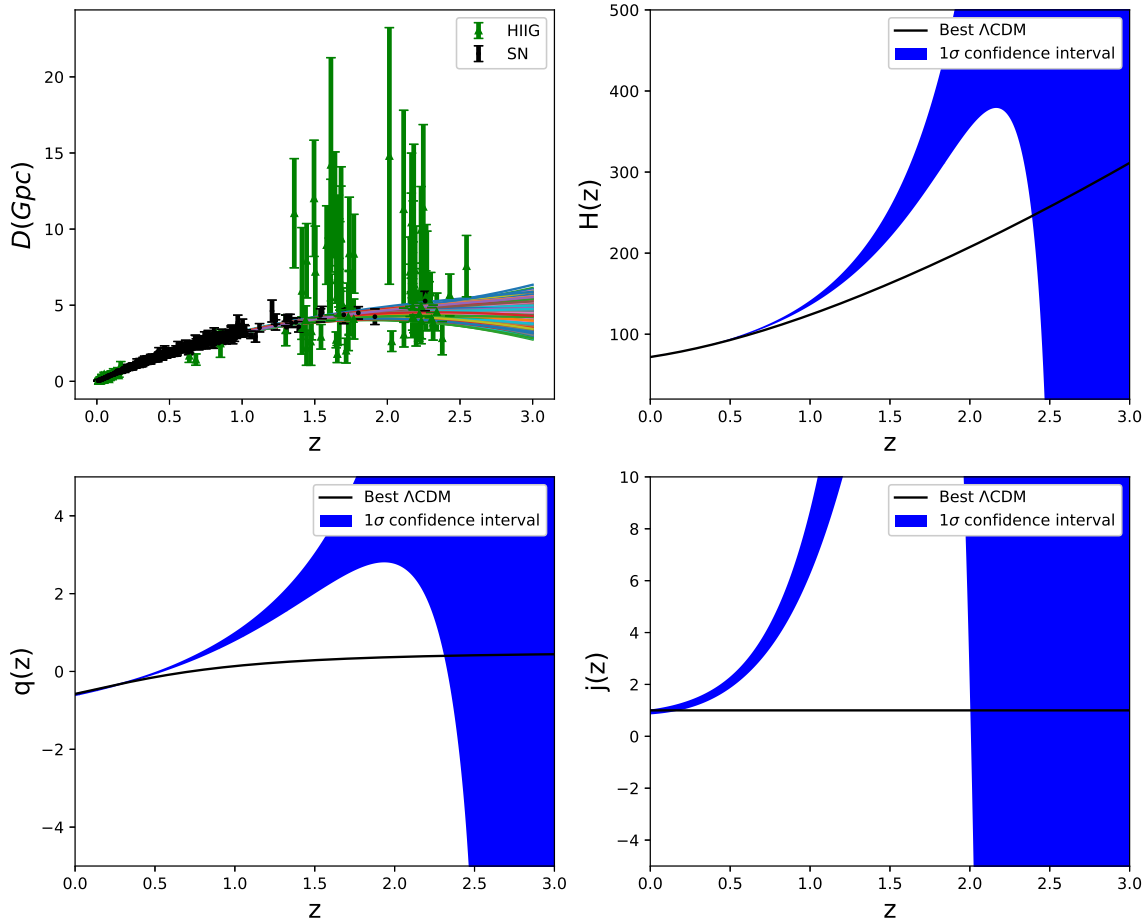 HIIG
SN
D(Gpc)
20
15
10
5
0
0.0 0.5 1.0 1.5 2.0 2.5 3.0
z
Best ΛCDM
1σ confidence interval
H(z)
500
400
300
200
100
0.0 0.5 1.0 1.5 2.0 2.5 3.0
z
Best ΛCDM
1σ confidence interval
q(z)
4
2
0
−2
−4
0.0 0.5 1.0 1.5 2.0 2.5 3.0
z
Best ΛCDM
1σ confidence interval
j(z)
10
8
6
4
2
0
−2
−4
0.0 0.5 1.0 1.5 2.0 2.5 3.0
z